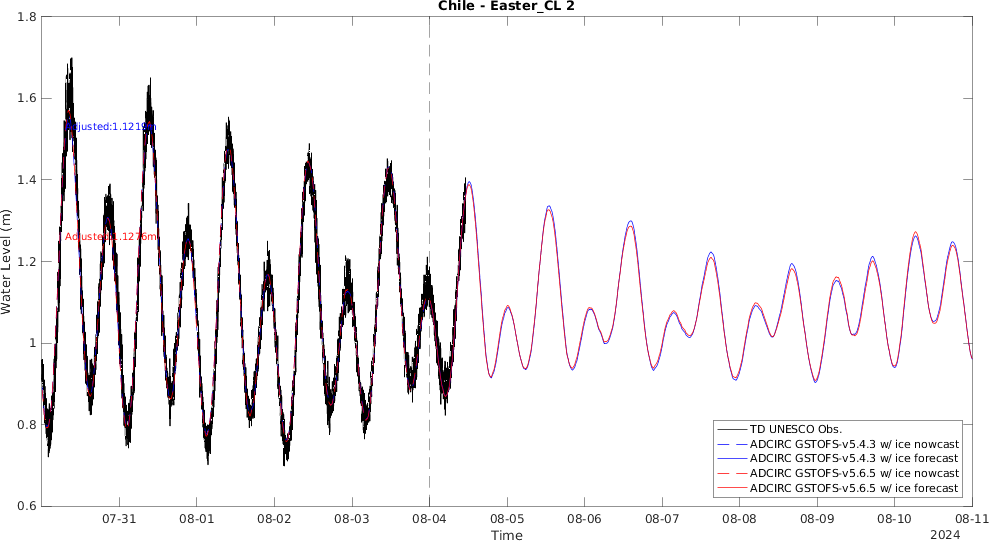 Chile - Easter_CL 2
1.8
1.6
1.4
1.2
1
0.8
0.6
Water Level (m)
Adjusted:1.1219m
Adjusted:1.1276m
TD UNESCO Obs.
ADCIRC GSTOFS-v5.4.3 w/ ice nowcast
ADCIRC GSTOFS-v5.4.3 w/ ice forecast
ADCIRC GSTOFS-v5.6.5 w/ ice nowcast
ADCIRC GSTOFS-v5.6.5 w/ ice forecast
07-31 08-01 08-02 08-03 08-04 08-05 08-06 08-07 08-08 08-09 08-10 08-11
Time
2024